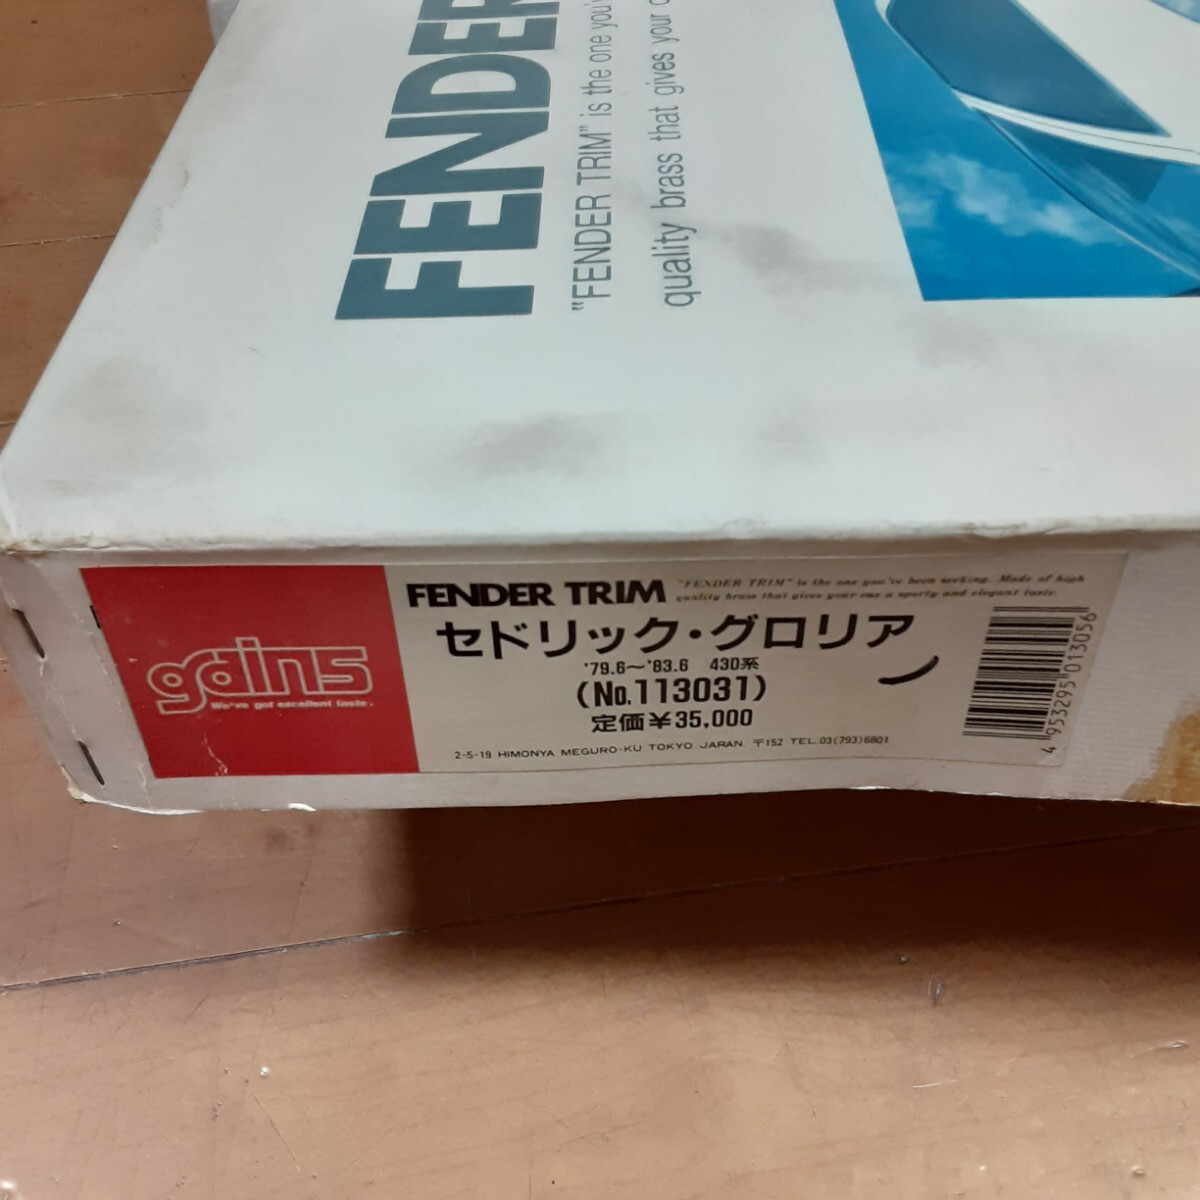 FENDER
"FENDER TRIM" is the one you'v
quality brass that gives your c
gains
We've got excellent taste.
FENDER TRIM
"FENDER TRIM" is the one you've been seeking. Made of high
quality brass that gives your car a sporty and elegant taste.
セドリック・グロリア
'79.6〜'83.6 430系
(No.113031)
定価¥35,000
2-5-19 HIMONYA MEGURO-KU TOKYO JAPAN. 〒152 TEL.03(793)6801
4 953295 013056